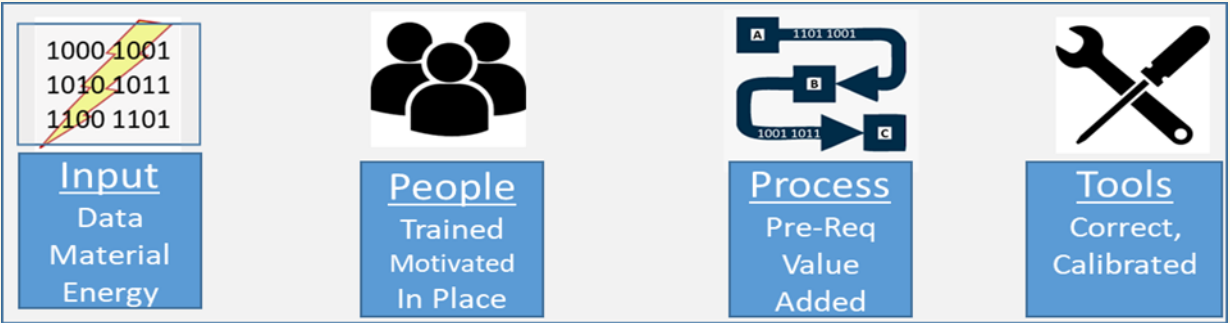 1000 1001
1010 1011
1100 1101
Input
Data
Material
Energy
People
Trained
Motivated
In Place
A
1101 1001
B
1001 1011
C
Process
Pre-Req
Value
Added
Tools
Correct,
Calibrated